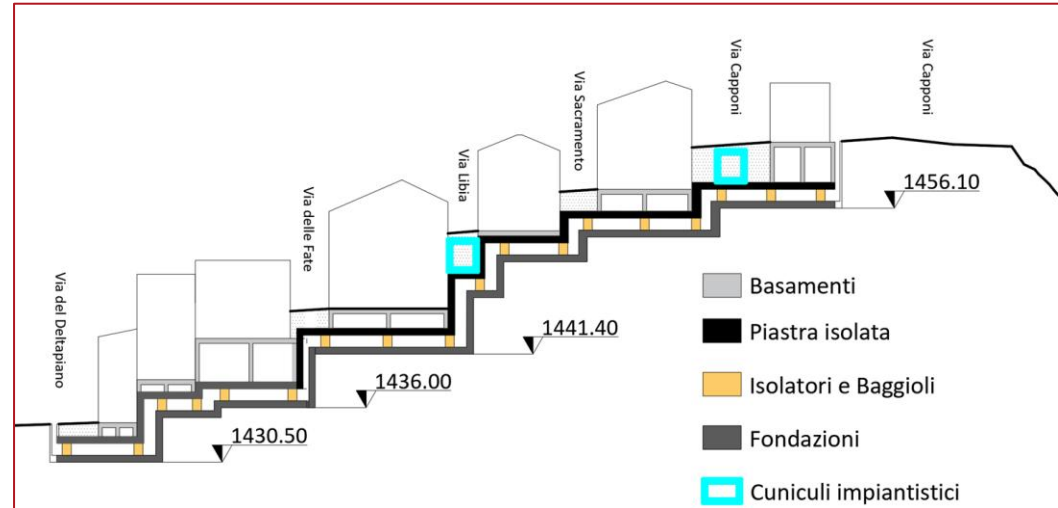 Via del Deltapiano
Via delle Fate
Via Libia
Via Sacramento
Via Capponi
Via Capponi
1456.10
1441.40
1436.00
1430.50
Basamenti
Piastra isolata
Isolatori e Baggioli
Fondazioni
Cuniculi impiantistici